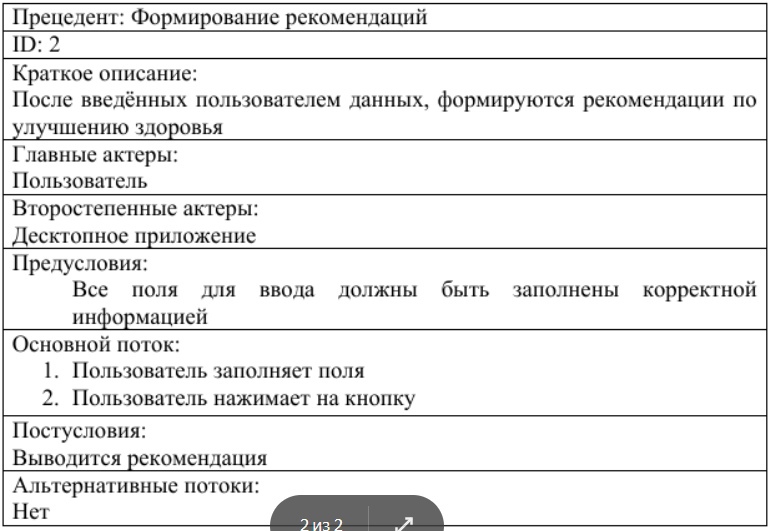 Прецедент: Формирование рекомендаций
ID: 2
Краткое описание:
После введённых пользователем данных, формируются рекомендации по
улучшению здоровья
Главные актеры:
Пользователь
Второстепенные актеры:
Десктопное приложение
Предусловия:
Все поля для ввода должны быть заполнены корректной
информацией
Основной поток:
1. Пользователь заполняет поля
2. Пользователь нажимает на кнопку
Постусловия:
Выводится рекомендация
Альтернативные потоки:
Нет
2 из 2